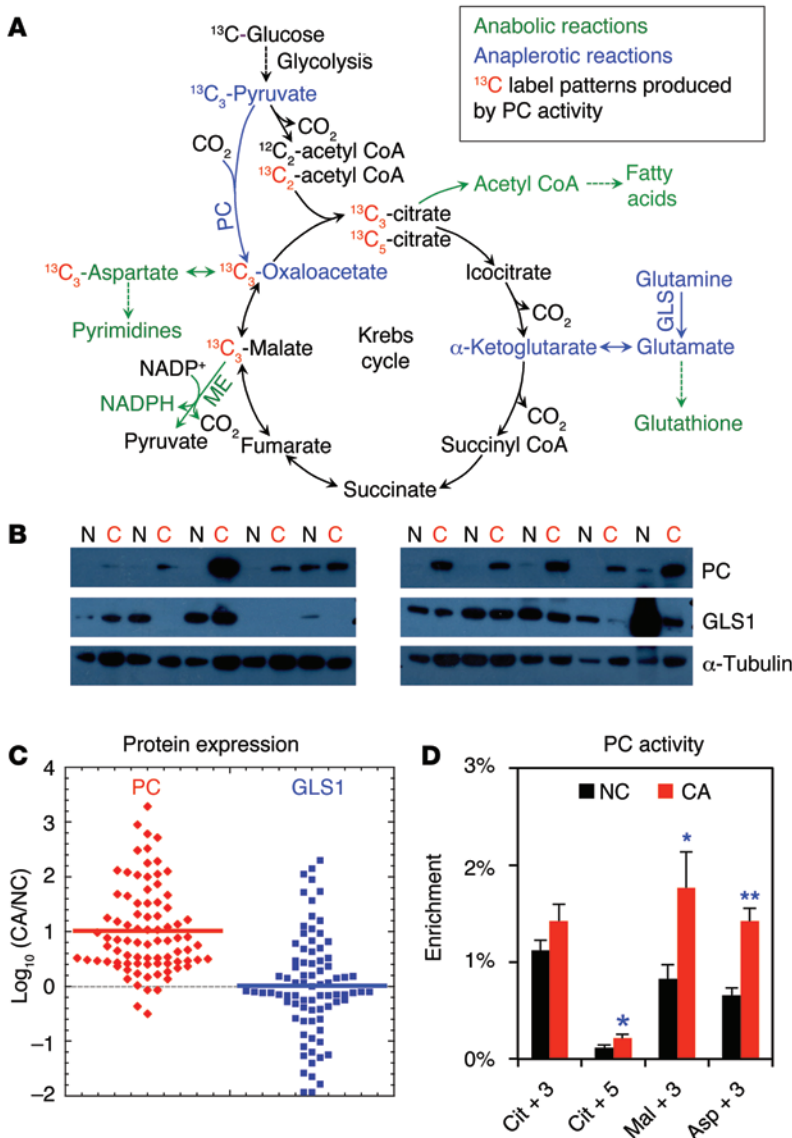 A
¹³C-Glucose
Glycolysis
¹³C₃-Pyruvate
CO₂
CO₂
¹²C₂-acetyl CoA
¹³C₂-acetyl CoA
PC
Anabolic reactions
Anaplerotic reactions
¹³C label patterns produced
by PC activity
¹³C₃-citrate
¹³C₅-citrate
Acetyl CoA
Fatty
acids
¹³C₃-Aspartate
¹³C₃-Oxaloacetate
Icocitrate
Pyrimidines
CO₂
Glutamine
GLS
¹³C₃-Malate
Krebs
cycle
α-Ketoglutarate
Glutamate
NADP⁺
ME
NADPH
CO₂
Pyruvate
CO₂
Glutathione
Fumarate
Succinyl CoA
Succinate
B
N C N C N C N C N C
N C N C N C N C N C
PC
GLS1
α-Tubulin
C
Protein expression
PC
GLS1
Log₁₀ (CA/NC)
4
3
2
1
0
–1
–2
D
PC activity
NC
CA
Enrichment
3%
2%
1%
0%
*
*
**
Cit + 3
Cit + 5
Mal + 3
Asp + 3